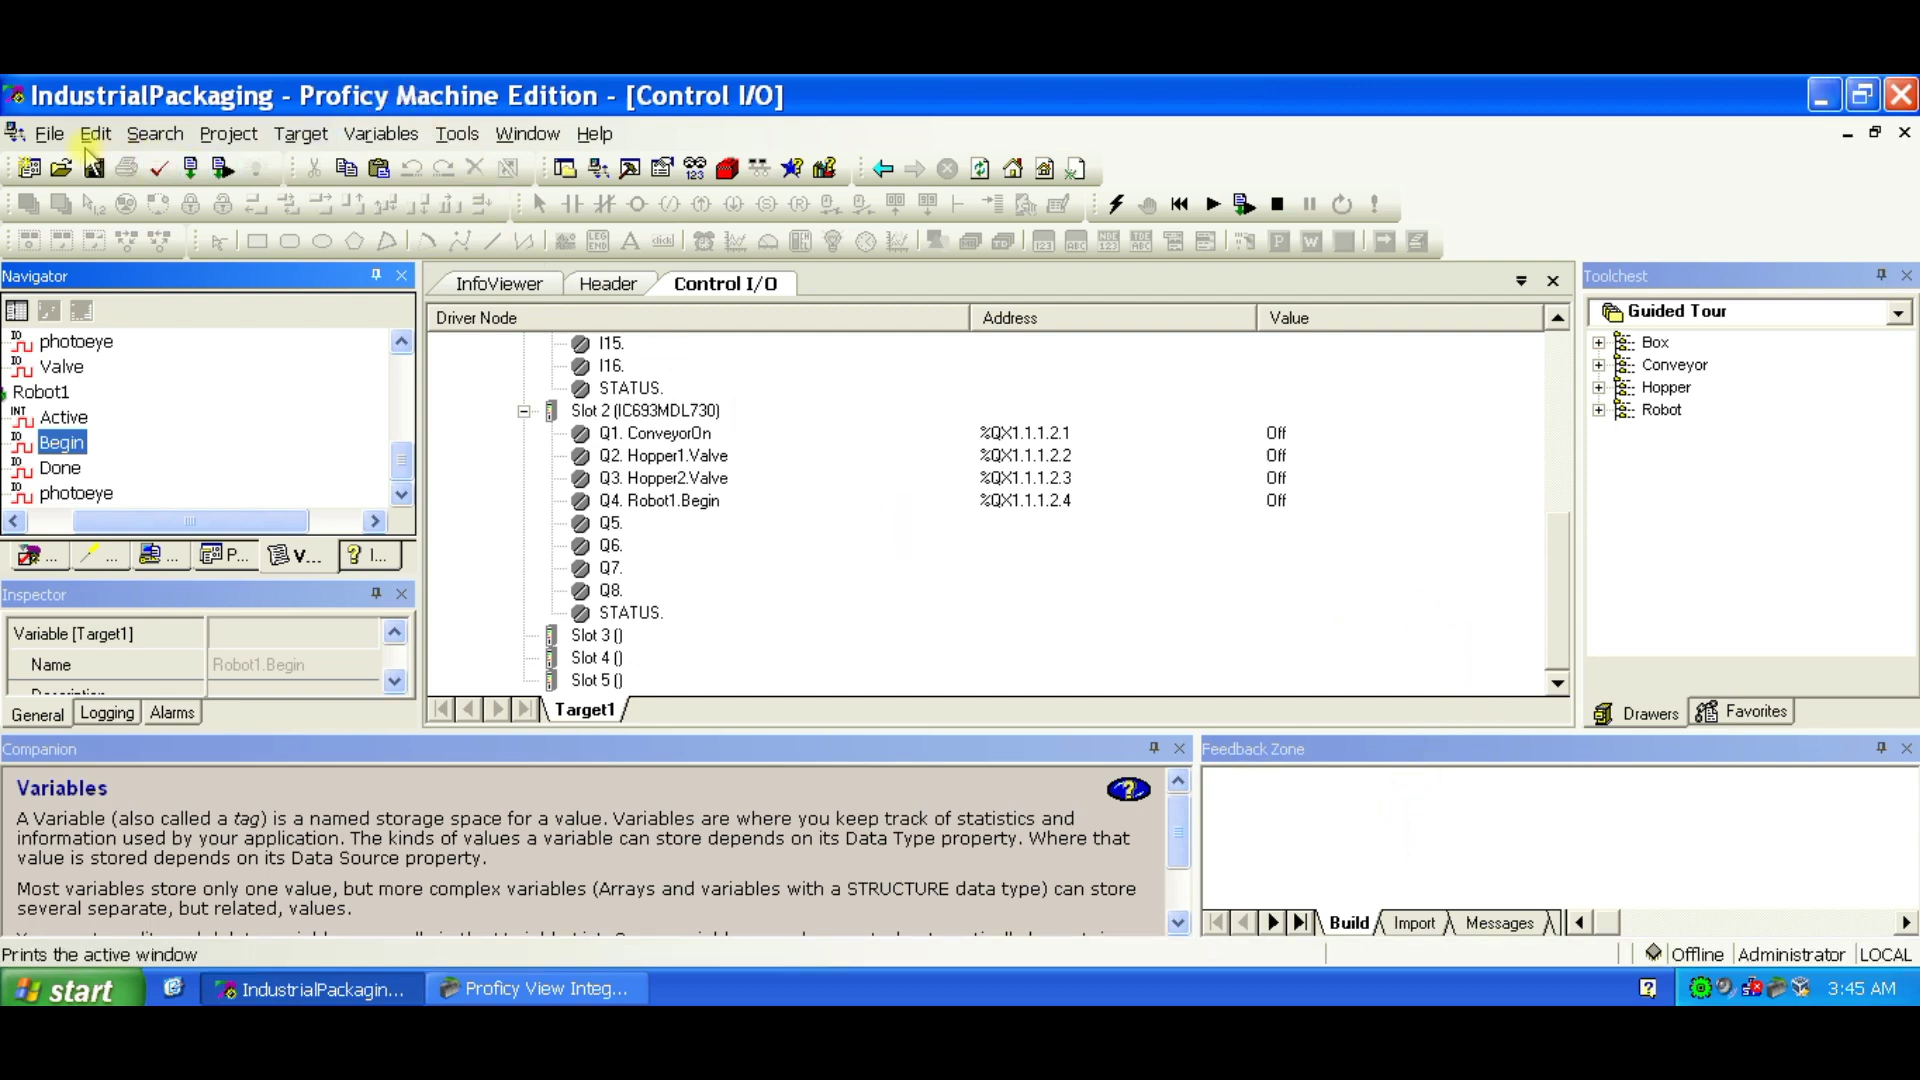 IndustrialPackaging - Proficy Machine Edition - [Control I/O]
File Edit Search Project Target Variables Tools Window Help
Navigator
photoeye
Valve
Robot1
Active
Begin
Done
photoeye
... ... ... P... V... I...
Inspector
Variable [Target1]
Name Robot1.Begin
General Logging Alarms
InfoViewer Header Control I/O
Driver Node Address Value
I15.
I16.
STATUS.
Slot 2 (IC693MDL730)
Q1. ConveyorOn %QX1.1.1.2.1 Off
Q2. Hopper1.Valve %QX1.1.1.2.2 Off
Q3. Hopper2.Valve %QX1.1.1.2.3 Off
Q4. Robot1.Begin %QX1.1.1.2.4 Off
Q5.
Q6.
Q7.
Q8.
STATUS.
Slot 3 ()
Slot 4 ()
Slot 5 ()
Target1
Toolchest
Guided Tour
Box
Conveyor
Hopper
Robot
Drawers Favorites
Companion
Variables
A Variable (also called a tag) is a named storage space for a value. Variables are where you keep track of statistics and
information used by your application. The kinds of values a variable can store depends on its Data Type property. Where that
value is stored depends on its Data Source property.
Most variables store only one value, but more complex variables (Arrays and variables with a STRUCTURE data type) can store
several separate, but related, values.
Feedback Zone
Build Import Messages
Prints the active window
Offline Administrator LOCAL
start IndustrialPackagin... Proficy View Integ... 3:45 AM